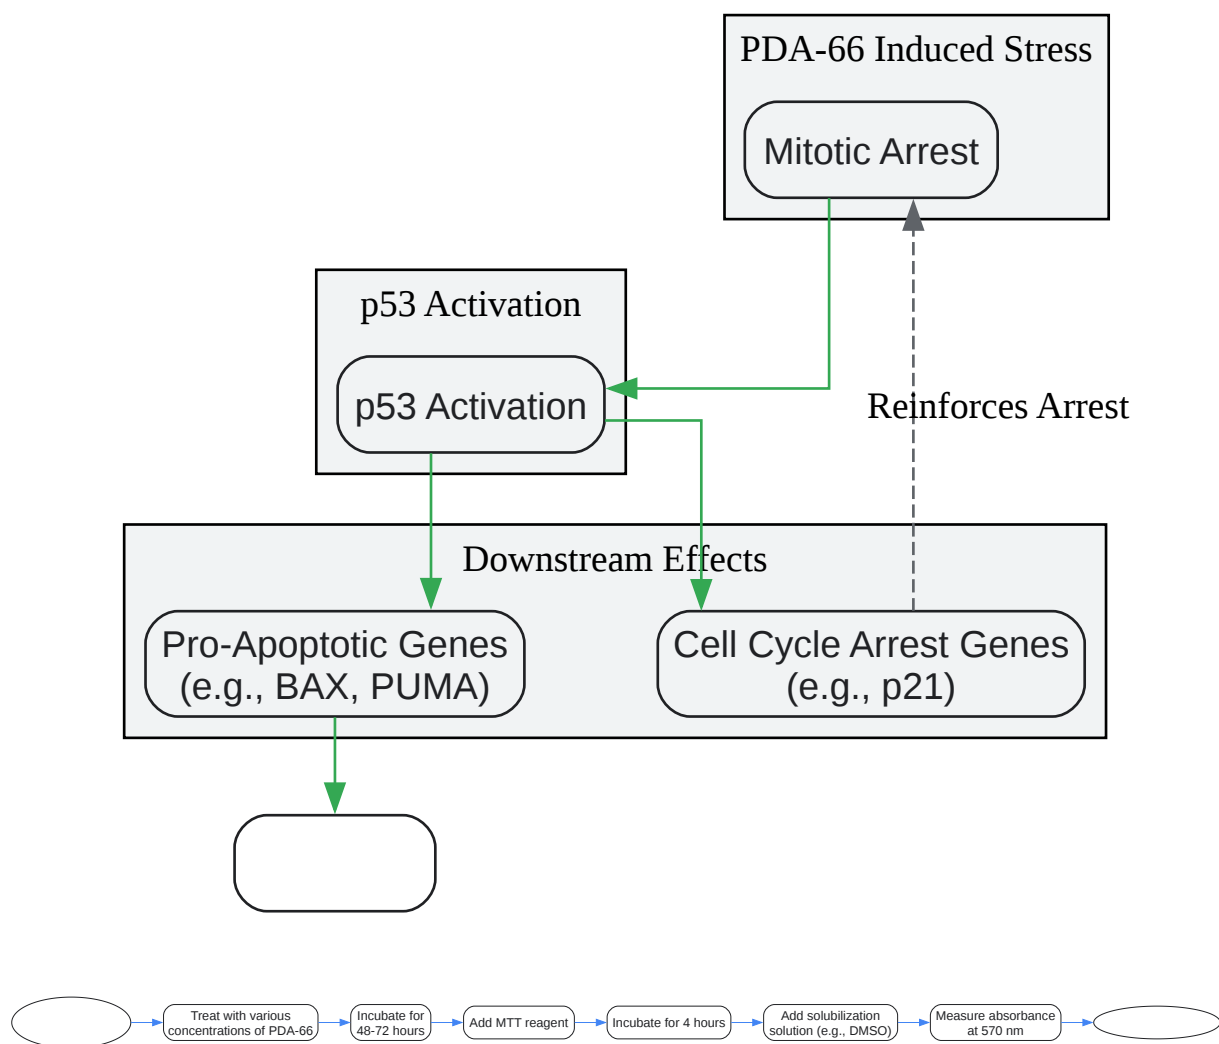 PDA-66 Induced Stress
Mitotic Arrest
p53 Activation
p53 Activation
Reinforces Arrest
Downstream Effects
Pro-Apoptotic Genes
(e.g., BAX, PUMA)
Cell Cycle Arrest Genes
(e.g., p21)
Treat with various
concentrations of PDA-66
Incubate for
48-72 hours
Add MTT reagent
Incubate for 4 hours
Add solubilization
solution (e.g., DMSO)
Measure absorbance
at 570 nm